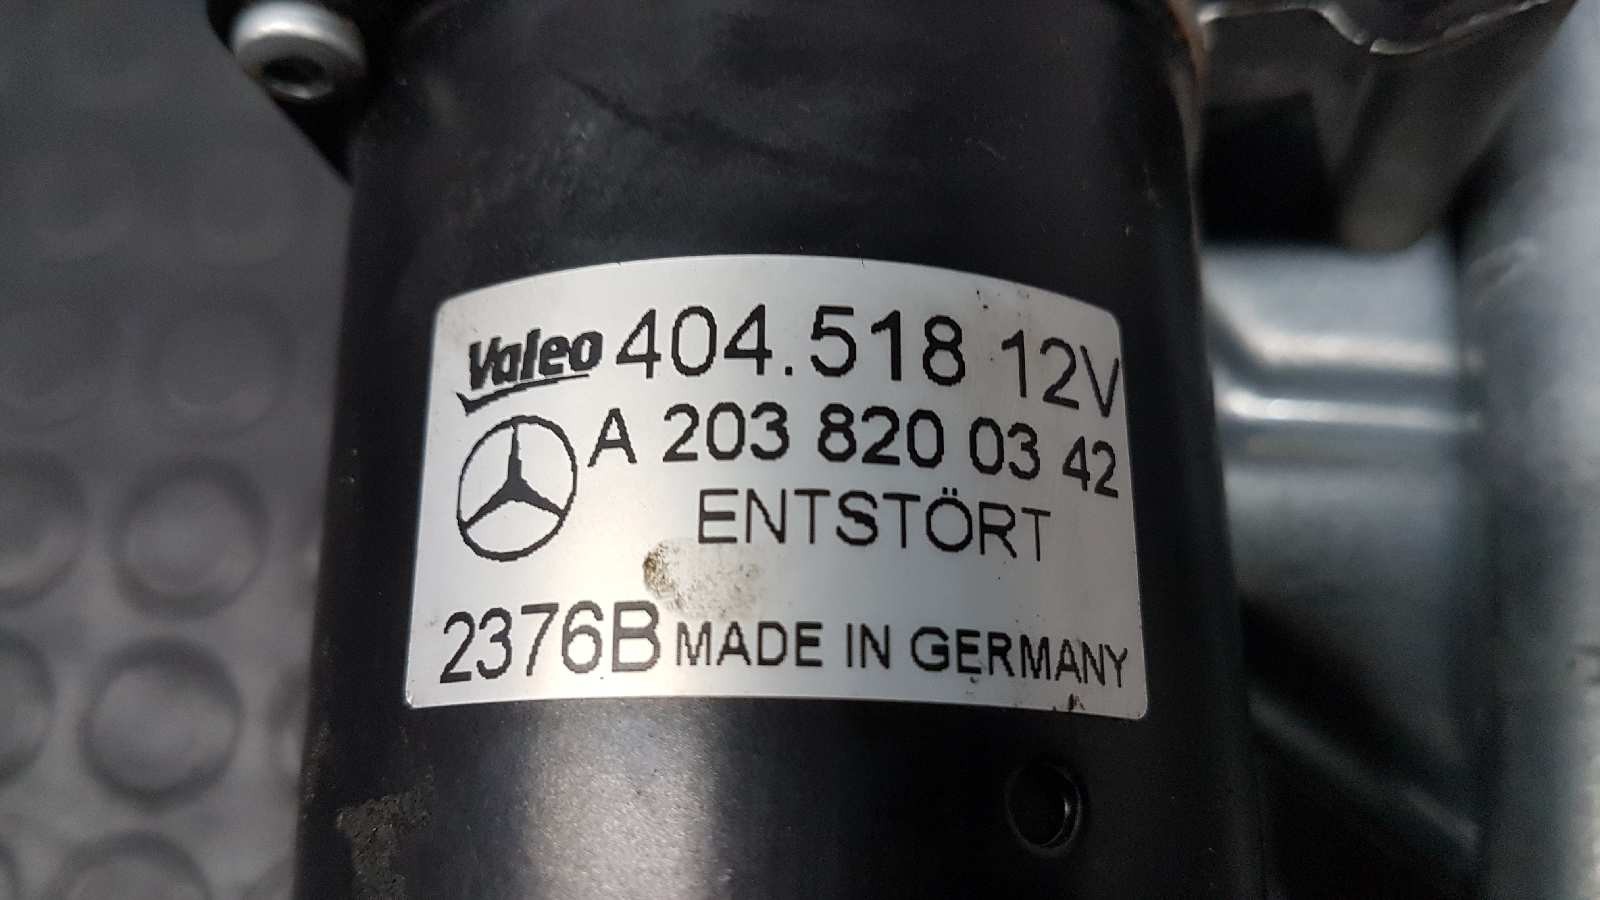 Valeo 404.518 12V
A 203 820 03 42
ENTSTÖRT
2376B MADE IN GERMANY